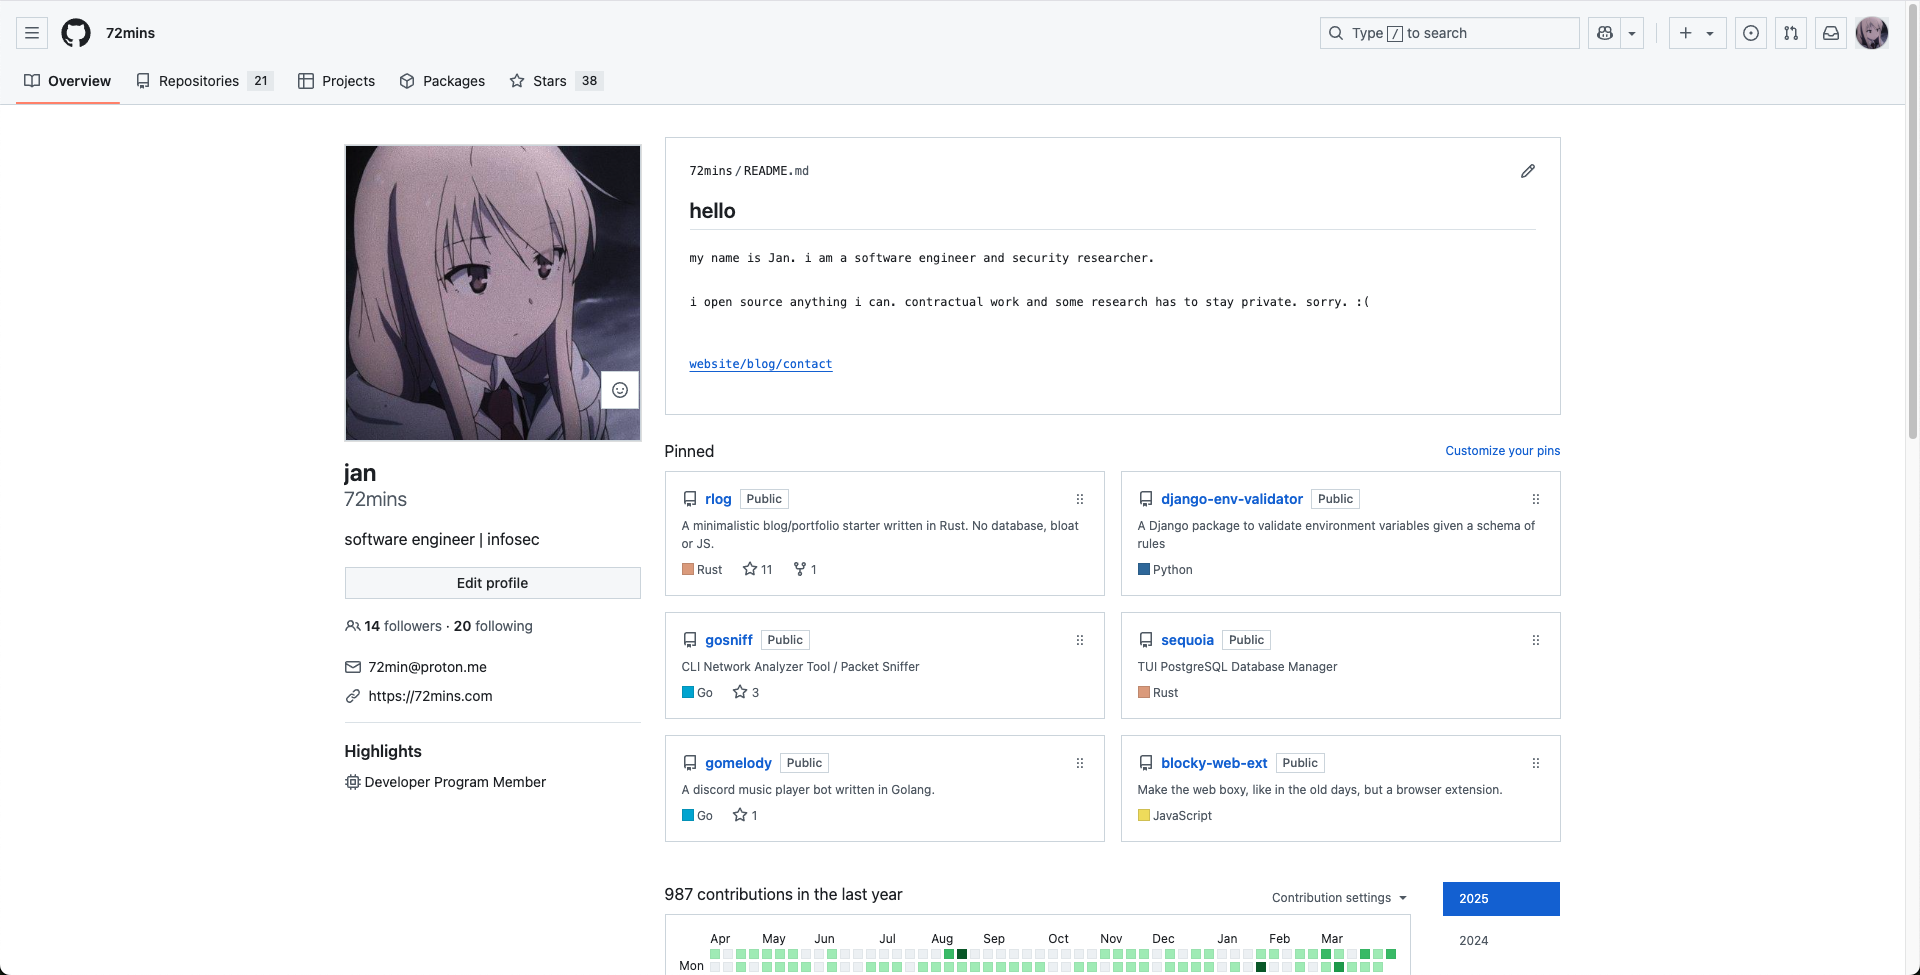 72mins
Type / to search
Overview
Repositories 21
Projects
Packages
Stars 38
jan
72mins
software engineer | infosec
Edit profile
14 followers · 20 following
72min@proton.me
https://72mins.com
Highlights
Developer Program Member
72mins/README.md
hello
my name is Jan. i am a software engineer and security researcher.
i open source anything i can. contractual work and some research has to stay private. sorry. :(
website/blog/contact
Pinned
Customize your pins
rlog Public
A minimalistic blog/portfolio starter written in Rust. No database, bloat
or JS.
Rust 11 1
django-env-validator Public
A Django package to validate environment variables given a schema of
rules
Python
gosniff Public
CLI Network Analyzer Tool / Packet Sniffer
Go 3
sequoia Public
TUI PostgreSQL Database Manager
Rust
gomelody Public
A discord music player bot written in Golang.
Go 1
blocky-web-ext Public
Make the web boxy, like in the old days, but a browser extension.
JavaScript
987 contributions in the last year
Contribution settings
2025
2024
Apr May Jun Jul Aug Sep Oct Nov Dec Jan Feb Mar
Mon